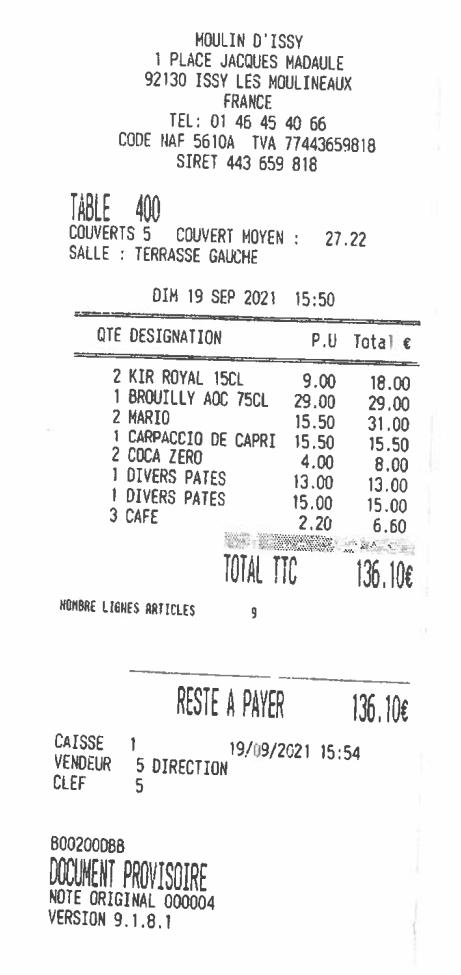 MOULIN D'ISSY
1 PLACE JACQUES MADAULE
92130 ISSY LES MOULINEAUX
FRANCE
TEL: 01 46 45 40 66
CODE NAF 5610A TVA 77443659818
SIRET 443 659 818
TABLE 400
COUVERTS 5 COUVERT MOYEN : 27.22
SALLE : TERRASSE GAUCHE
DIM 19 SEP 2021 15:50
QTE DESIGNATION P.U Total €
2 KIR ROYAL 15CL 9.00 18.00
1 BROUILLY AOC 75CL 29.00 29.00
2 MARIO 15.50 31.00
1 CARPACCIO DE CAPRI 15.50 15.50
2 COCA ZERO 4.00 8.00
1 DIVERS PATES 13.00 13.00
1 DIVERS PATES 15.00 15.00
3 CAFE 2.20 6.60
TOTAL TTC 136.10€
NOMBRE LIGNES ARTICLES 9
RESTE A PAYER 136.10€
CAISSE 1 19/09/2021 15:54
VENDEUR 5 DIRECTION
CLEF 5
B00200DBB
DOCUMENT PROVISOIRE
NOTE ORIGINAL 000004
VERSION 9.1.8.1